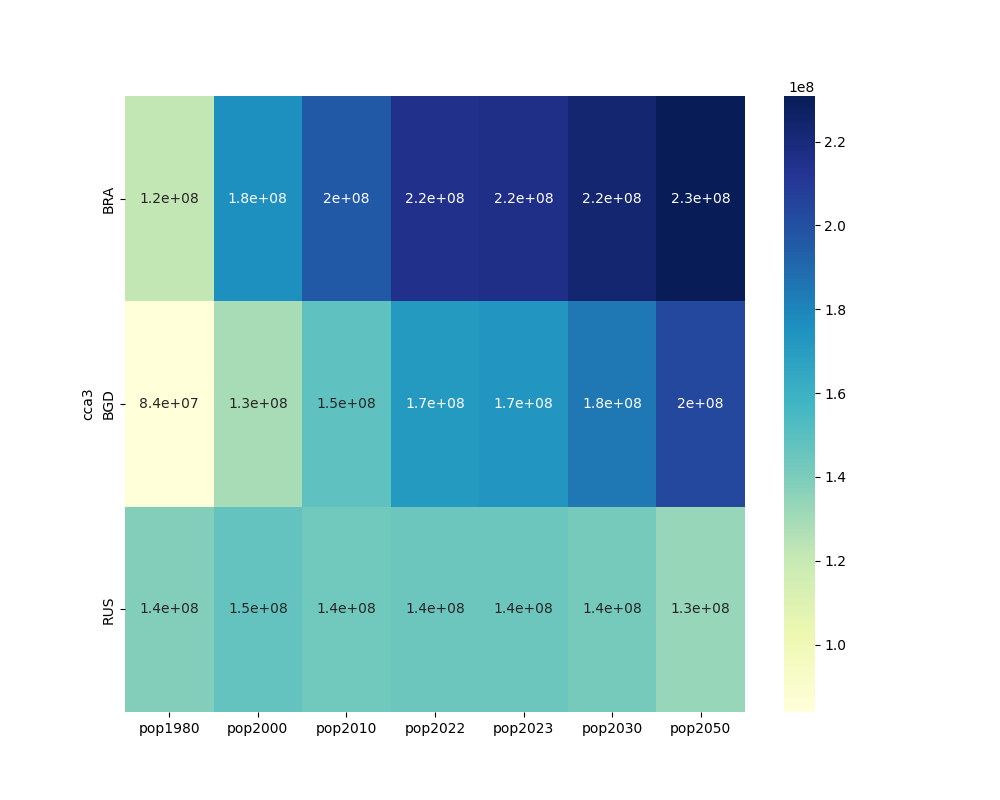 1e8
BRA
1.2e+08 1.8e+08 2e+08 2.2e+08 2.2e+08 2.2e+08 2.3e+08
cca3
BGD
8.4e+07 1.3e+08 1.5e+08 1.7e+08 1.7e+08 1.8e+08 2e+08
RUS
1.4e+08 1.5e+08 1.4e+08 1.4e+08 1.4e+08 1.4e+08 1.3e+08
pop1980 pop2000 pop2010 pop2022 pop2023 pop2030 pop2050
2.2
2.0
1.8
1.6
1.4
1.2
1.0